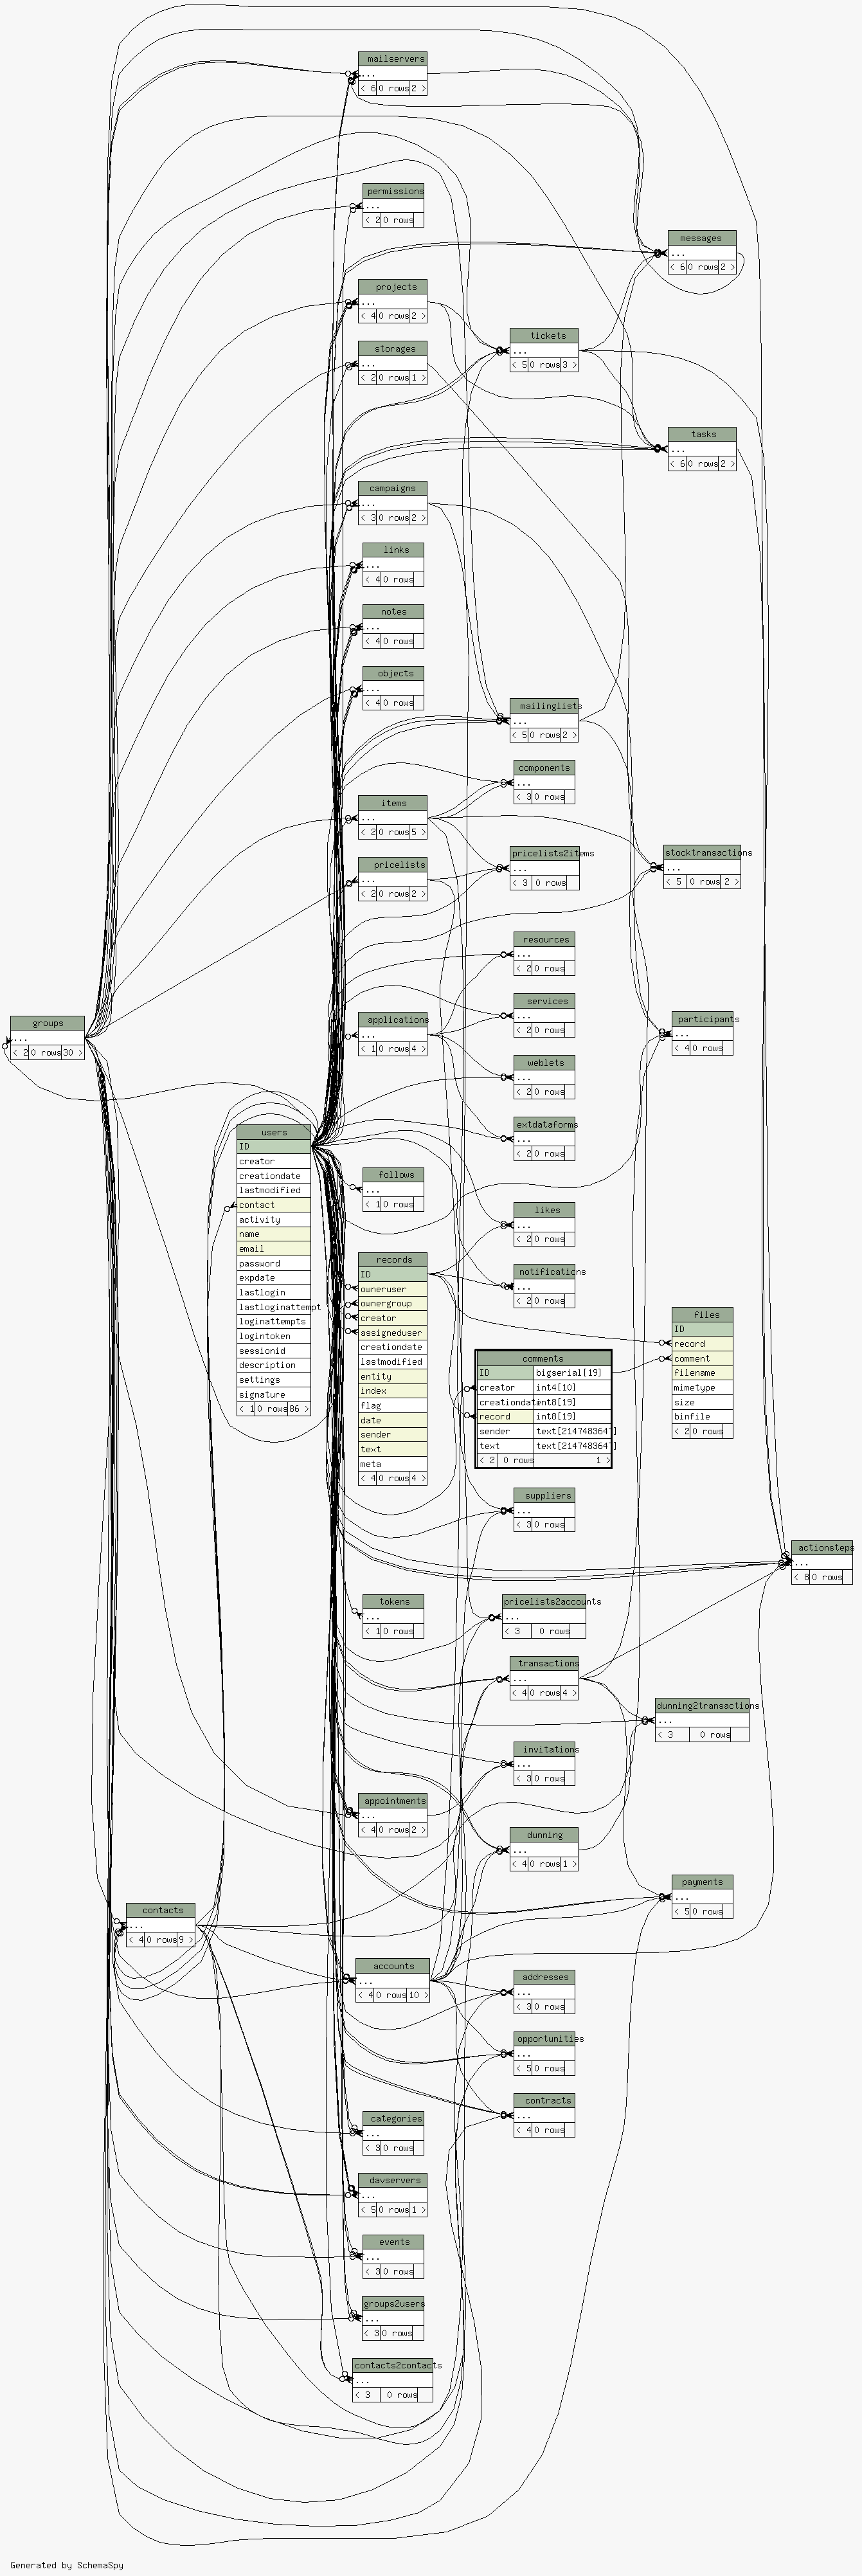 mailservers
...
< 6 0 rows 2 >
permissions
...
< 2 0 rows
messages
...
< 6 0 rows 2 >
projects
...
< 4 0 rows 2 >
tickets
...
< 5 0 rows 3 >
storages
...
< 2 0 rows 1 >
tasks
...
< 6 0 rows 2 >
campaigns
...
< 3 0 rows 2 >
links
...
< 4 0 rows
notes
...
< 4 0 rows
objects
...
< 4 0 rows
mailinglists
...
< 5 0 rows 2 >
components
...
< 3 0 rows
items
...
< 2 0 rows 5 >
pricelists2items
...
< 3 0 rows
stocktransactions
...
< 5 0 rows 2 >
pricelists
...
< 2 0 rows 2 >
resources
...
< 2 0 rows
services
...
< 2 0 rows
groups
...
< 2 0 rows 30 >
applications
...
< 1 0 rows 4 >
participants
...
< 4 0 rows
weblets
...
< 2 0 rows
extdataforms
...
< 2 0 rows
users
ID
creator
creationdate
lastmodified
contact
activity
name
email
password
expdate
lastlogin
lastloginattempt
loginattempts
logintoken
sessionid
description
settings
signature
< 1 0 rows 86 >
follows
...
< 1 0 rows
likes
...
< 2 0 rows
records
ID
owneruser
ownergroup
creator
assigneduser
creationdate
lastmodified
entity
index
flag
date
sender
text
meta
< 4 0 rows 4 >
notifications
...
< 2 0 rows
files
ID
record
comment
filename
mimetype
size
binfile
< 2 0 rows
comments
ID bigserial[19]
creator int4[10]
creationdate int8[19]
record int8[19]
sender text[2147483647]
text text[2147483647]
< 2 0 rows 1 >
suppliers
...
< 3 0 rows
actionsteps
...
< 8 0 rows
tokens
...
< 1 0 rows
pricelists2accounts
...
< 3 0 rows
transactions
...
< 4 0 rows 4 >
dunning2transactions
...
< 3 0 rows
invitations
...
< 3 0 rows
appointments
...
< 4 0 rows 2 >
dunning
...
< 4 0 rows 1 >
payments
...
< 5 0 rows
contacts
...
< 4 0 rows 9 >
accounts
...
< 4 0 rows 10 >
addresses
...
< 3 0 rows
opportunities
...
< 5 0 rows
contracts
...
< 4 0 rows
categories
...
< 3 0 rows
davservers
...
< 5 0 rows 1 >
events
...
< 3 0 rows
groups2users
...
< 3 0 rows
contacts2contacts
...
< 3 0 rows
Generated by SchemaSpy